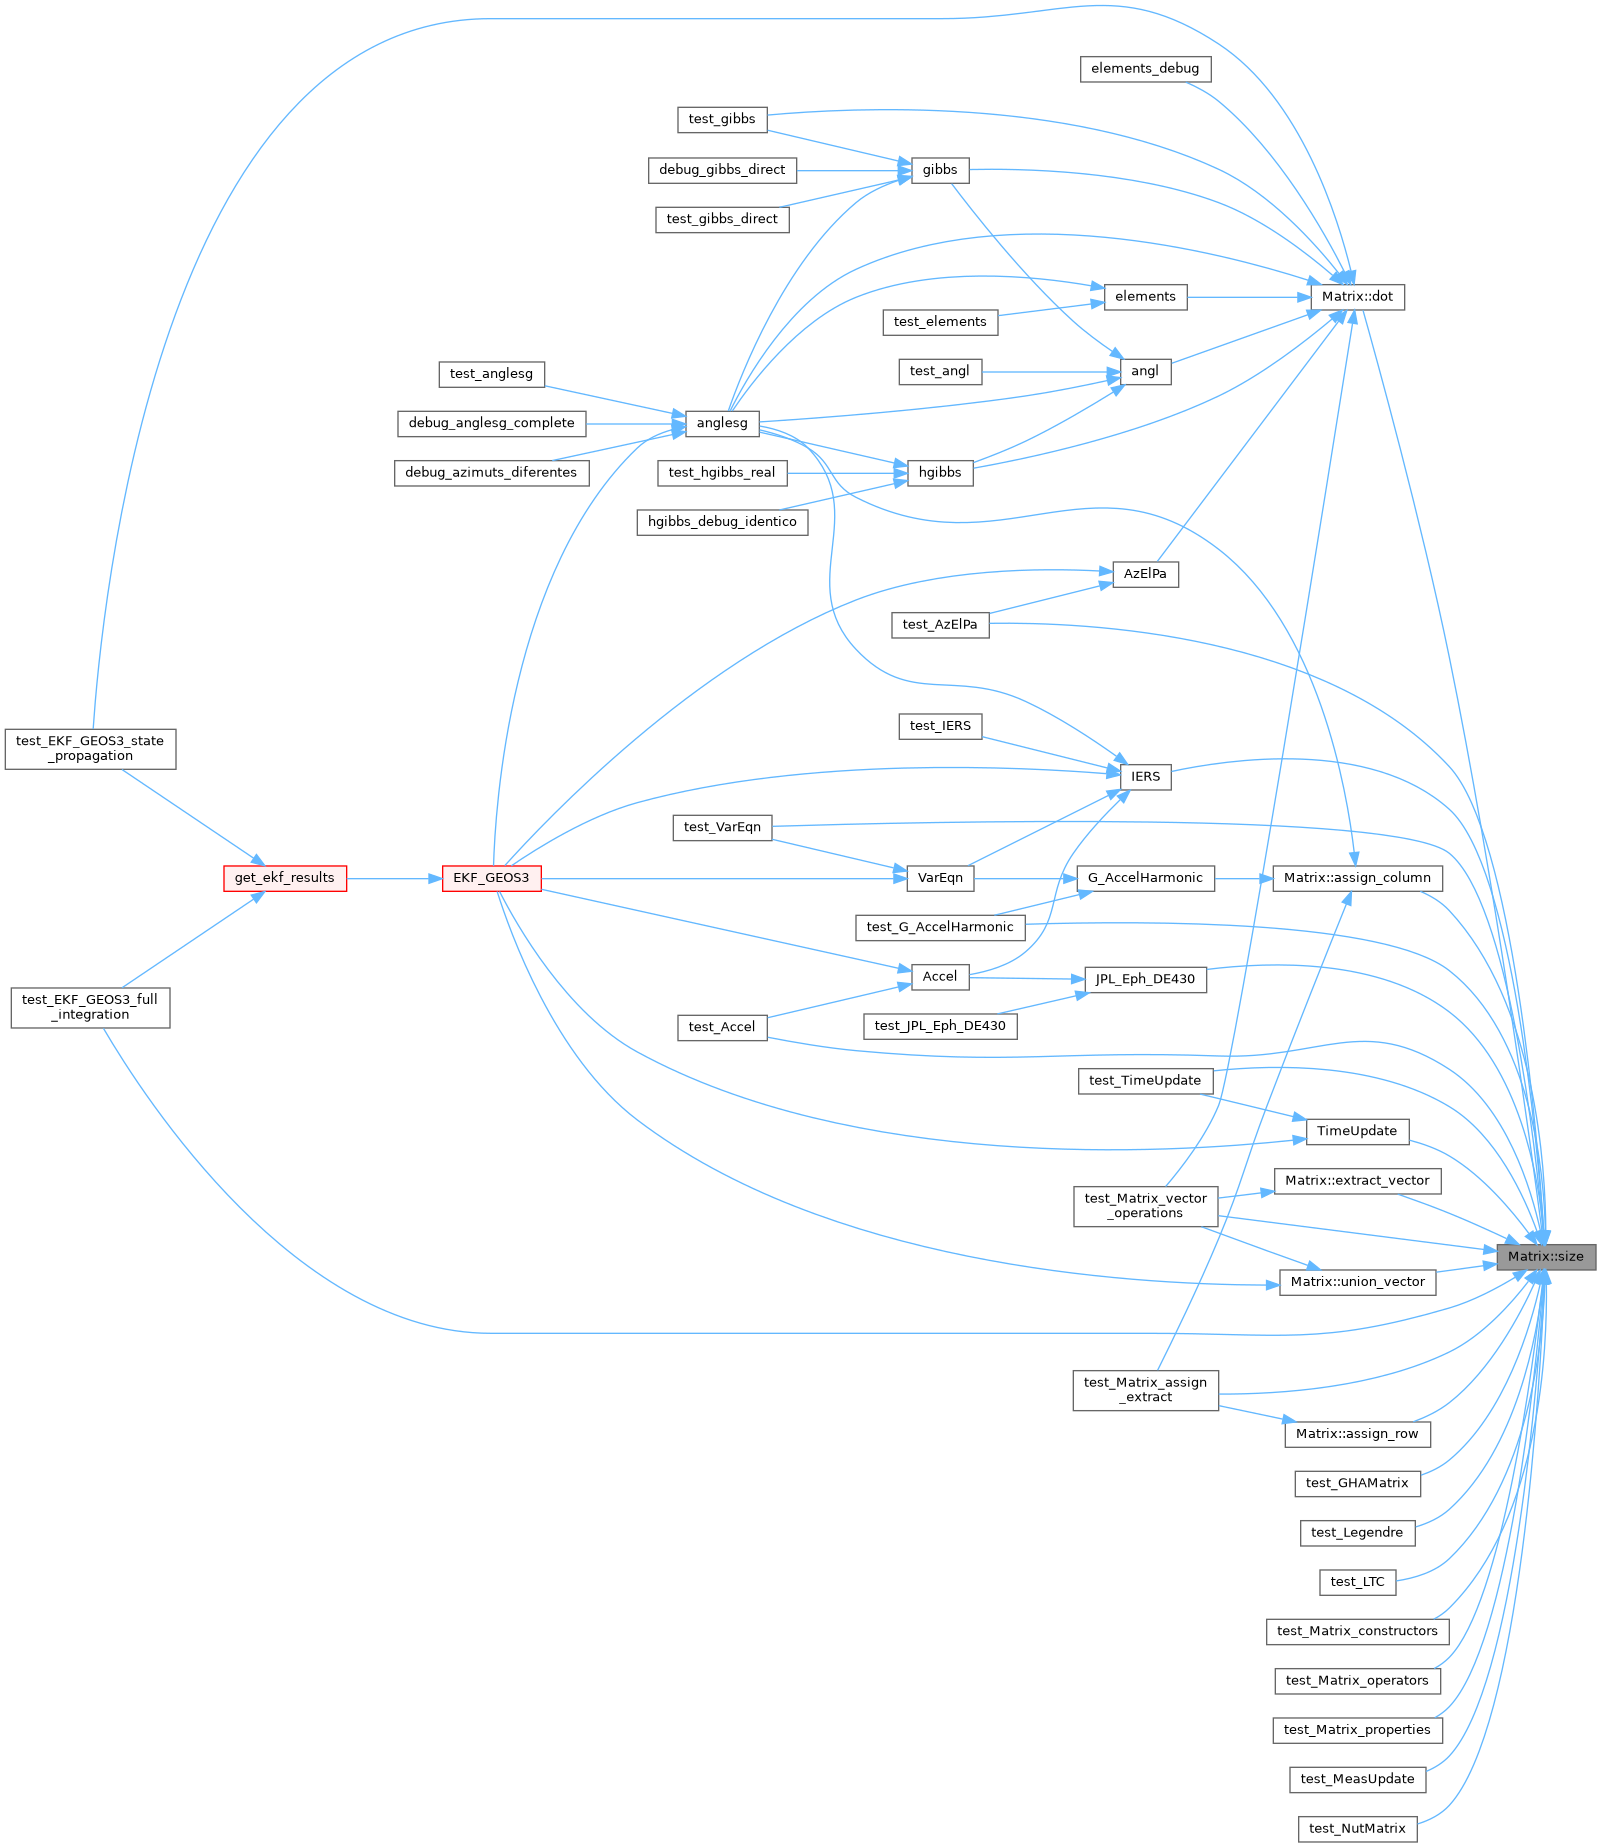 elements_debug
test_gibbs
debug_gibbs_direct
gibbs
test_gibbs_direct
elements
Matrix::dot
test_elements
test_anglesg
test_angl
angl
debug_anglesg_complete
anglesg
debug_azimuts_diferentes
test_hgibbs_real
hgibbs
hgibbs_debug_identico
AzElPa
test_AzElPa
test_IERS
test_EKF_GEOS3_state
_propagation
IERS
test_VarEqn
get_ekf_results
EKF_GEOS3
VarEqn
G_AccelHarmonic
Matrix::assign_column
test_G_AccelHarmonic
Accel
JPL_Eph_DE430
test_EKF_GEOS3_full
_integration
test_Accel
test_JPL_Eph_DE430
test_TimeUpdate
TimeUpdate
Matrix::extract_vector
test_Matrix_vector
_operations
Matrix::size
Matrix::union_vector
test_Matrix_assign
_extract
Matrix::assign_row
test_GHAMatrix
test_Legendre
test_LTC
test_Matrix_constructors
test_Matrix_operators
test_Matrix_properties
test_MeasUpdate
test_NutMatrix